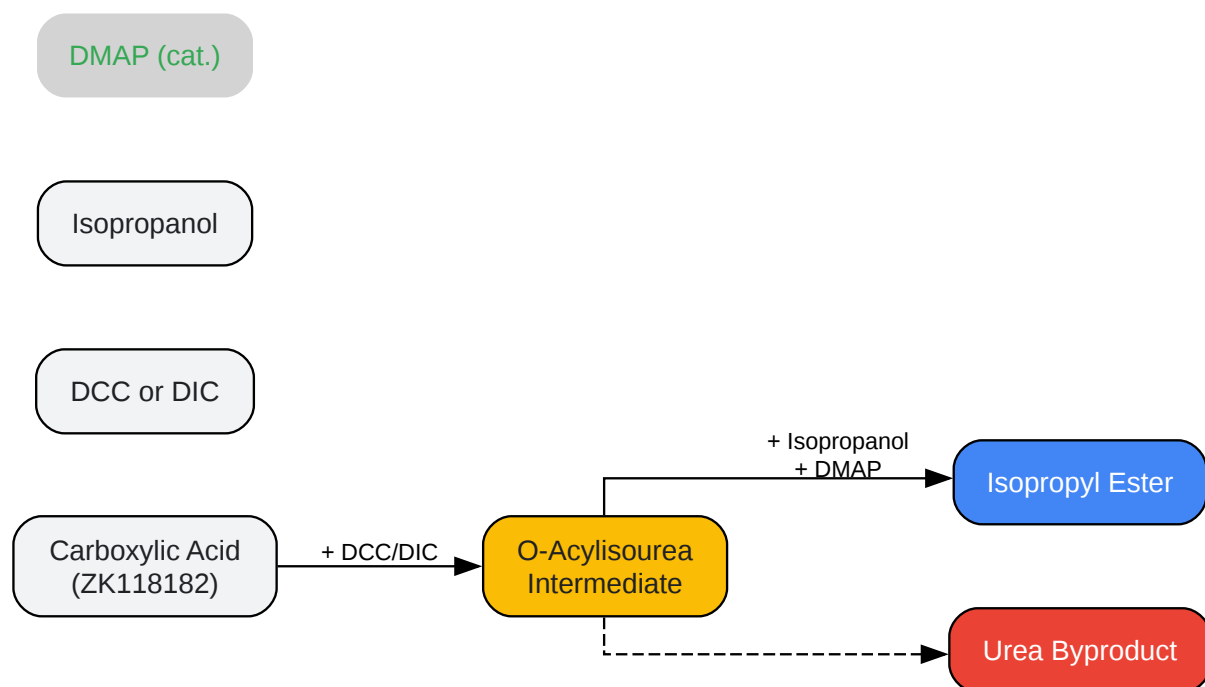 DMAP (cat.)
Isopropanol
DCC or DIC
+ Isopropanol
+ DMAP
Isopropyl Ester
Carboxylic Acid
(ZK118182)
+ DCC/DIC
O-Acylisourea
Intermediate
Urea Byproduct